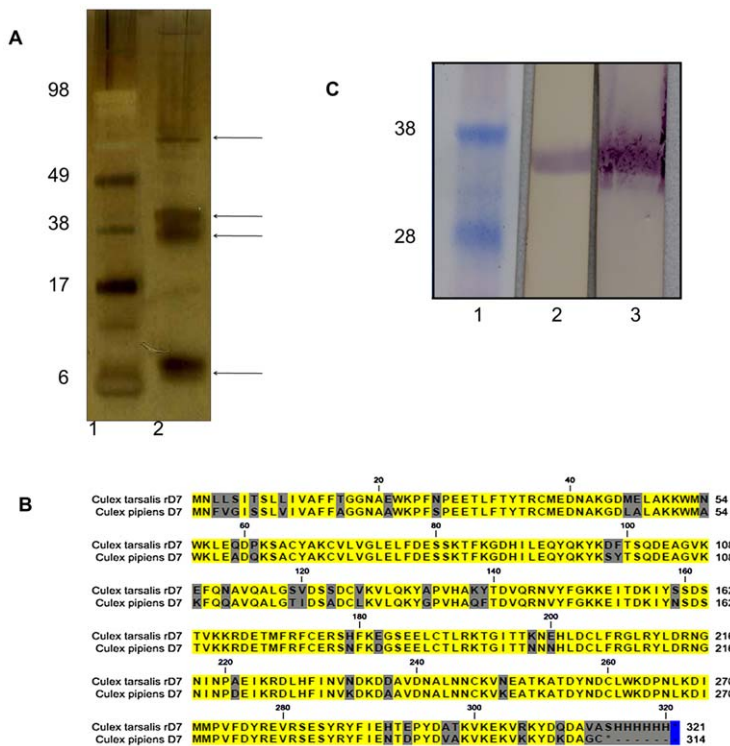 A
98
49
38
17
6
1 2
C
38
28
1 2 3
B
20 40
Culex tarsalis rD7 MNLLSITSLLIVAFFTGGNAEWKPFNPEETLFTYTRCMEDNAKGDMELAKKWMN 54
Culex pipiens D7 MNFVGISSLVIVAFFAGGNAAWKPFSPEETLFTYTRCMEDNAKGDLALAKKWMA 54
60 80 100
Culex tarsalis rD7 WKLEQDPKSACYAKCVLVGLELFDESSKTFKGDHILEQYQKYKDFTSQDEAGVK 108
Culex pipiens D7 WKLEADQKSACYAKCVLVGLELFDESSKTFKGDHILEQYQKYKSYTSQDEAGVK 108
120 140 160
Culex tarsalis rD7 EFQNAVQALGSVDSSDCVKVLQKYAPVHAKYTDVQRNVYFGKKEITDKIYSSDS 162
Culex pipiens D7 KFQQAVQALGTIDSADCLKVLQKYGPVHAQFTDVQRNVYFGKKEITDKIYNSDS 162
180 200
Culex tarsalis rD7 TVKKRDETMFRFCERSHFKEGSEELCTLRKTGITTKNEHLDCLFRGLRYLDRNG 216
Culex pipiens D7 TVKKRDETMFRFCERSNFKDGSEELCTLRKTGITTNNNHLDCLFRGLRYLDRNG 216
220 240 260
Culex tarsalis rD7 NINPAEIKRDLHFINVNDKDDAVDNALNNCKVSEATKATDYNDCLWKDPNLKDI 270
Culex pipiens D7 NINPDEIKRDLHFINVKDKDAAVDNALNNCKVNEATKATDYNDCLWKDPNLKDI 270
280 300 320
Culex tarsalis rD7 MMPVFDYREVRSESYRYFIEHTEPYDATKVKEKVRKYDQDAVASHHHHHHE 321
Culex pipiens D7 MMPVFDYREVRSESYRYFIENTDPYDVAKVKEKVRKYDKDAGC*------- 314